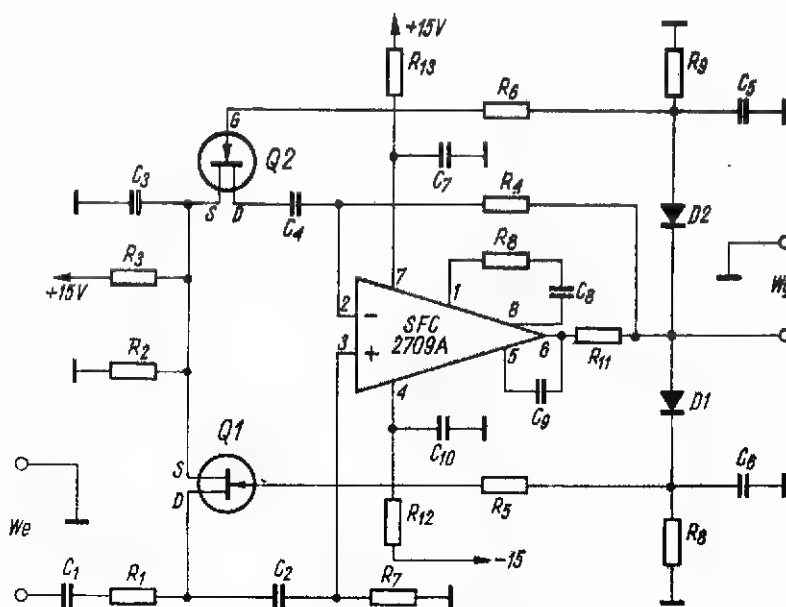 +15V
R13
R6
R9
C5
G
Q2
C7
C3
S
D
C4
R4
D2
R3
+15V
7
1
R8
C8
2
-
SFC
2709A
8
3
+
6
5
R11
R2
4
C9
C10
D1
Q1
S
D
We
R12
R5
C6
-15
R8
C1
R1
C2
R7